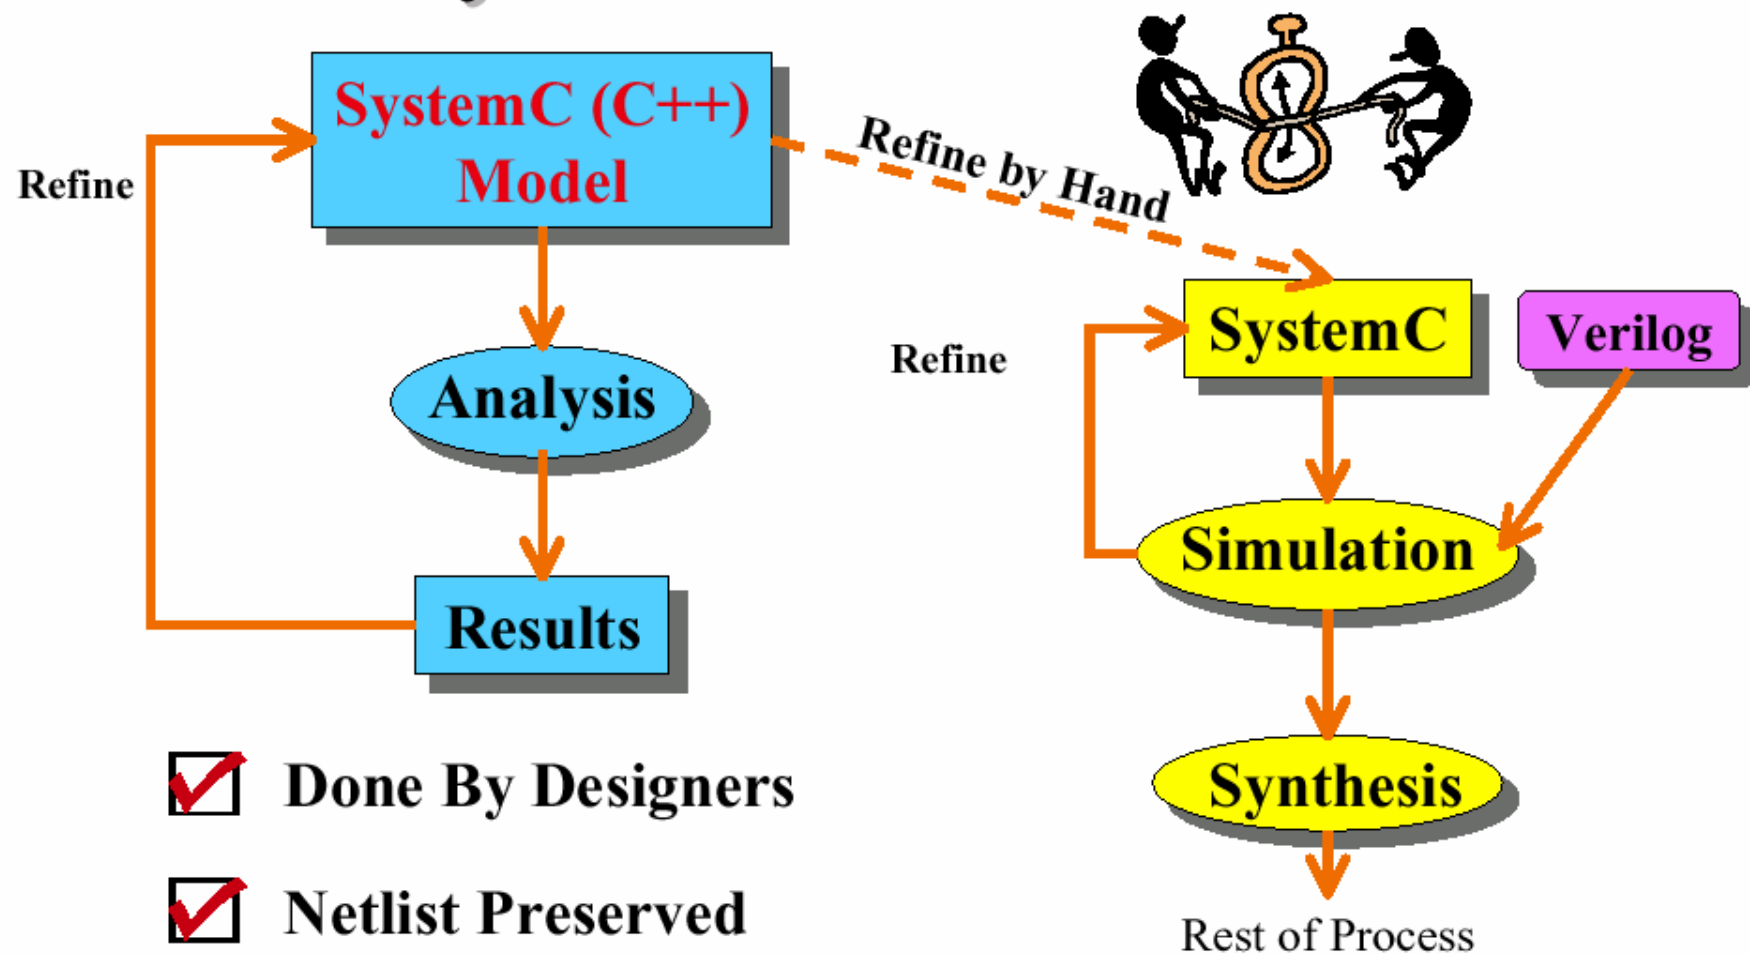 SystemC (C++)
Model
Refine
Refine by Hand
SystemC
Verilog
Refine
Analysis
Simulation
Results
Synthesis
Done By Designers
Netlist Preserved
Rest of Process